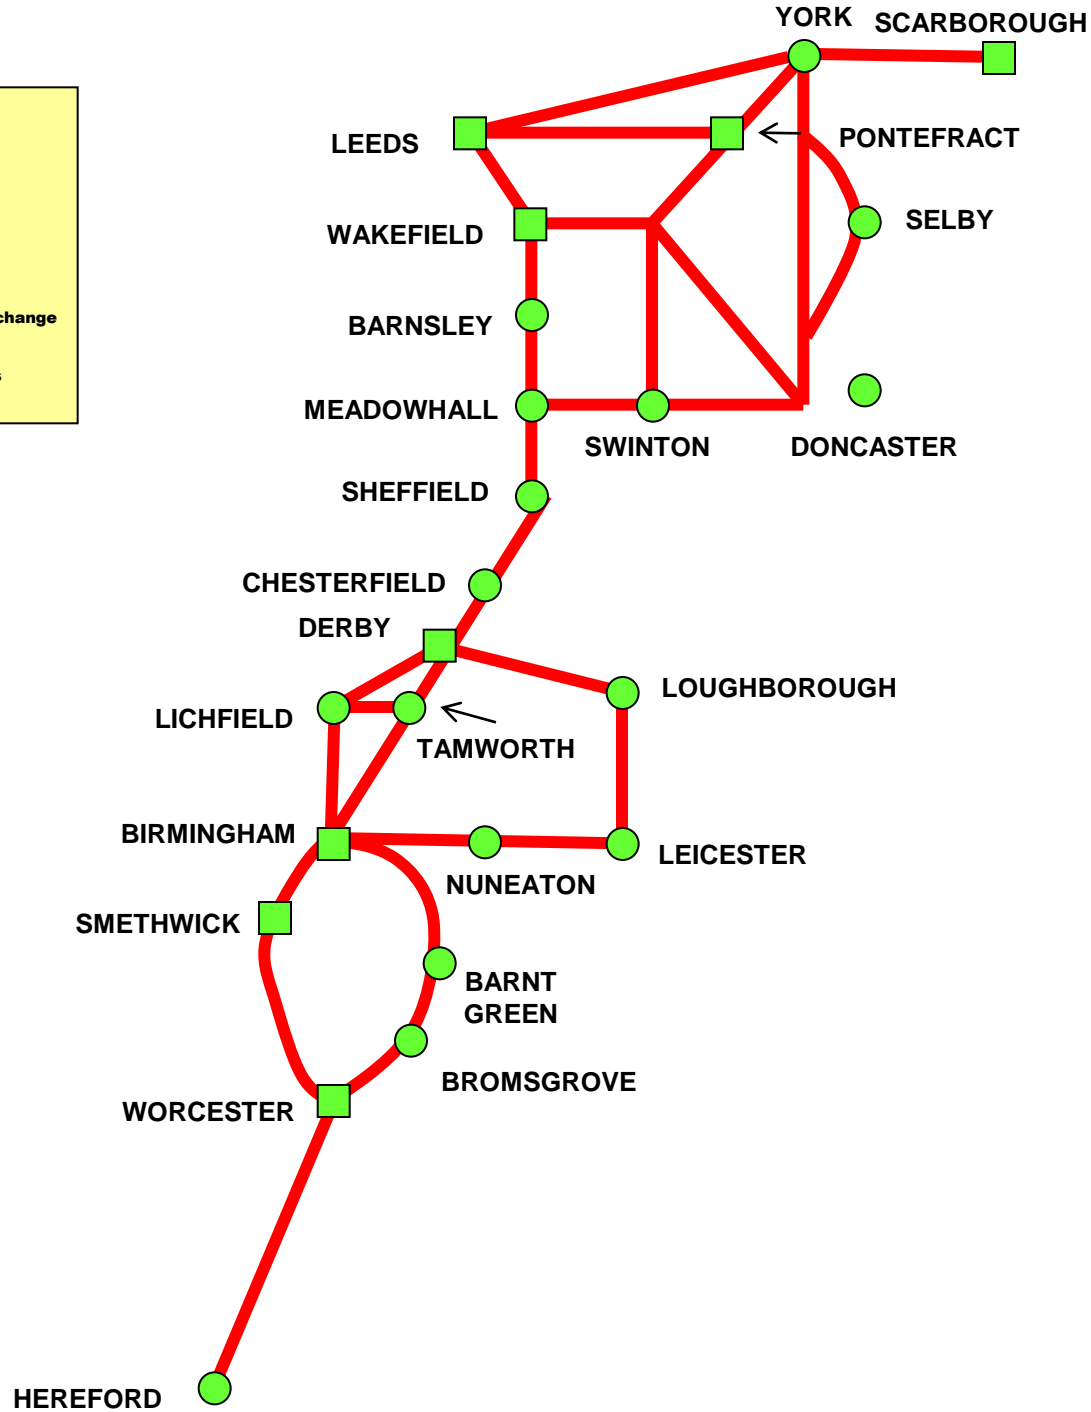 YORK
SCARBOROUGH
LEEDS
PONTEFRACT
SELBY
WAKEFIELD
change
BARNSLEY
MEADOWHALL
SWINTON
DONCASTER
SHEFFIELD
CHESTERFIELD
DERBY
LOUGHBOROUGH
LICHFIELD
TAMWORTH
BIRMINGHAM
LEICESTER
NUNEATON
SMETHWICK
BARNT
GREEN
BROMSGROVE
WORCESTER
HEREFORD